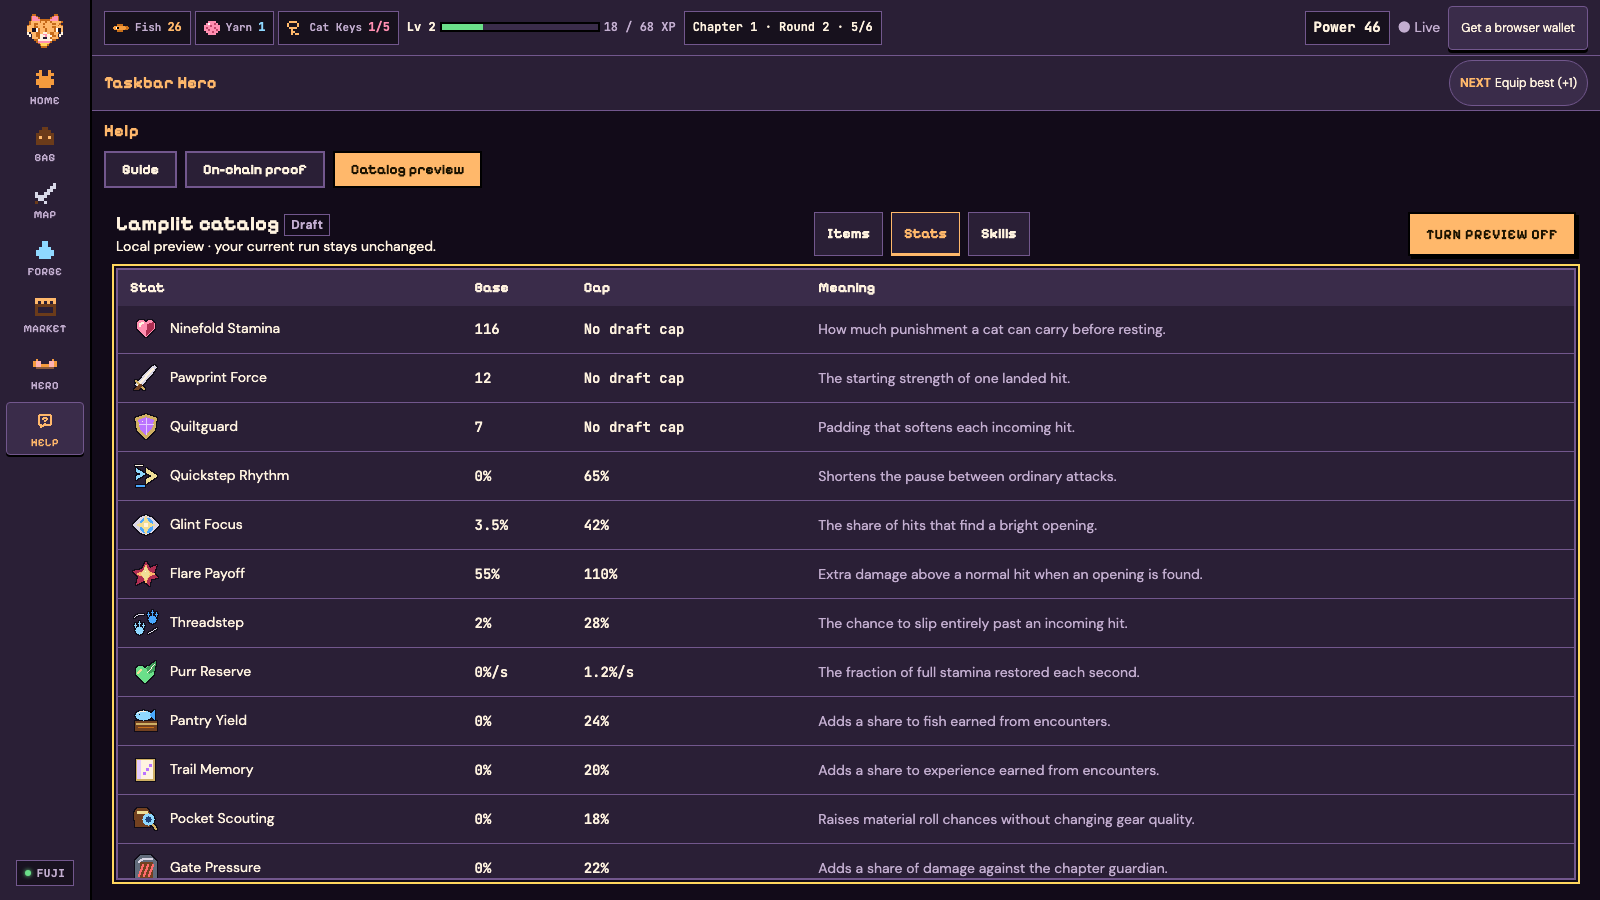 Fish 26
Yarn 1
Cat Keys 1/5
Lv 2
18 / 68 XP
Chapter 1 · Round 2 · 5/6
Power 46
Live
Get a browser wallet
HOME
BAG
MAP
FORGE
MARKET
HERO
HELP
FUJI
Taskbar Hero
NEXT Equip best (+1)
Help
Guide
On-chain proof
Catalog preview
Lamplit catalog
Draft
Local preview · your current run stays unchanged.
Items
Stats
Skills
TURN PREVIEW OFF
Stat Base Cap Meaning
Ninefold Stamina 116 No draft cap How much punishment a cat can carry before resting.
Pawprint Force 12 No draft cap The starting strength of one landed hit.
Quiltguard 7 No draft cap Padding that softens each incoming hit.
Quickstep Rhythm 0% 65% Shortens the pause between ordinary attacks.
Glint Focus 3.5% 42% The share of hits that find a bright opening.
Flare Payoff 55% 110% Extra damage above a normal hit when an opening is found.
Threadstep 2% 28% The chance to slip entirely past an incoming hit.
Purr Reserve 0%/s 1.2%/s The fraction of full stamina restored each second.
Pantry Yield 0% 24% Adds a share to fish earned from encounters.
Trail Memory 0% 20% Adds a share to experience earned from encounters.
Pocket Scouting 0% 18% Raises material roll chances without changing gear quality.
Gate Pressure 0% 22% Adds a share of damage against the chapter guardian.